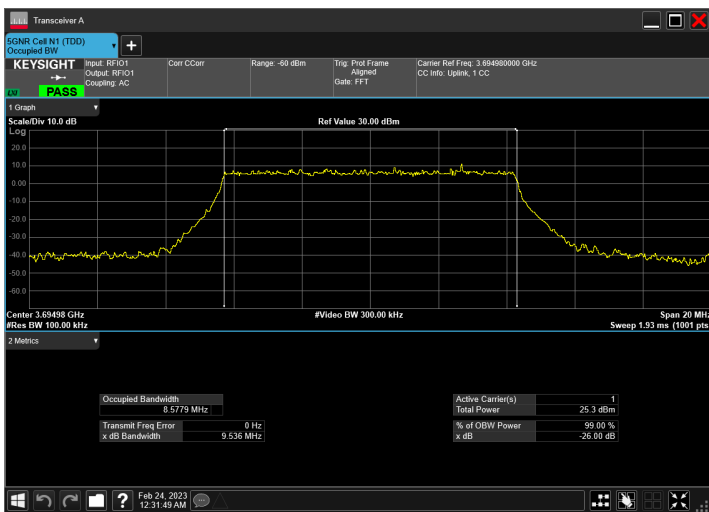 Transceiver A
5GNR Cell N1 (TDD)
Occupied BW
+
KEYSIGHT
LXI PASS
Input: RFIO1
Output: RFIO1
Coupling: AC
Corr CCorr
Range: -60 dBm
Trig: Prot Frame
Aligned
Gate: FFT
Carrier Ref Freq: 3.694980000 GHz
CC Info: Uplink, 1 CC
1 Graph
Scale/Div 10.0 dB
Ref Value 30.00 dBm
Log
20.0
10.0
0.00
-10.0
-20.0
-30.0
-40.0
-50.0
-60.0
Center 3.69498 GHz
#Video BW 300.00 kHz
Span 20 MHz
#Res BW 100.00 kHz
Sweep 1.93 ms (1001 pts
2 Metrics
Occupied Bandwidth
8.5779 MHz
Transmit Freq Error 0 Hz
x dB Bandwidth 9.536 MHz
Active Carrier(s) 1
Total Power 25.3 dBm
% of OBW Power 99.00 %
x dB -26.00 dB
?
Feb 24, 2023
12:31:49 AM